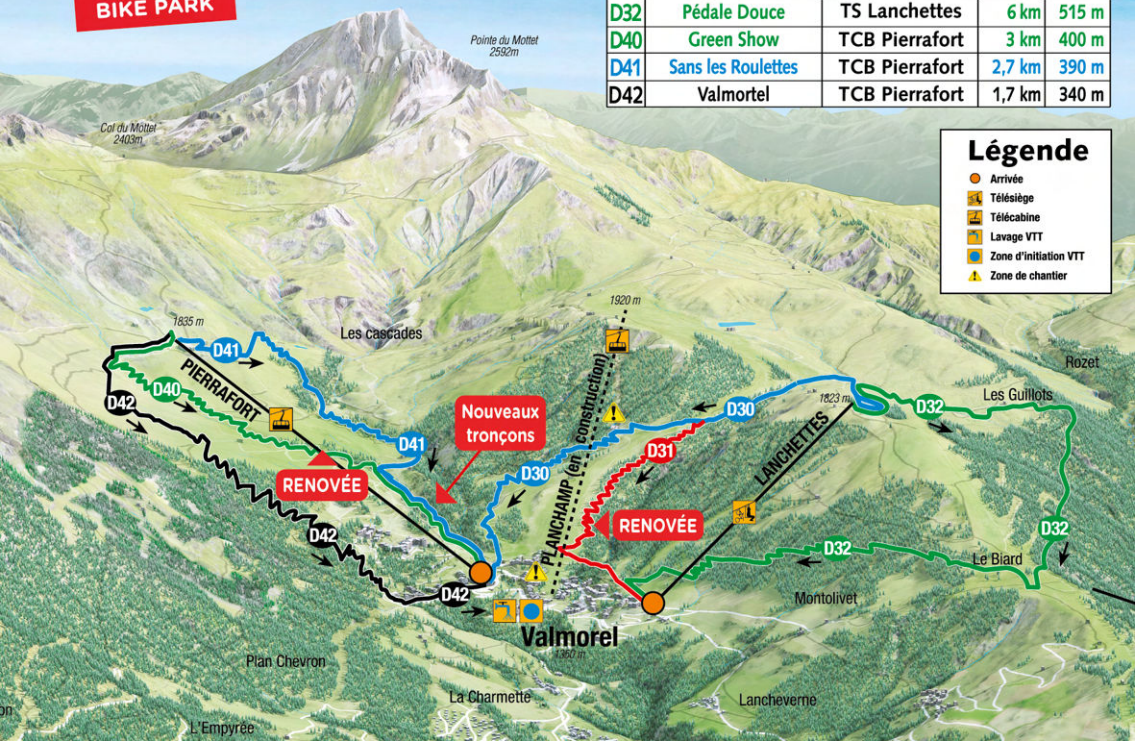 BIKE PARK
D32 Pédale Douce TS Lanchettes 6 km 515 m
D40 Green Show TCB Pierrafort 3 km 400 m
D41 Sans les Roulettes TCB Pierrafort 2,7 km 390 m
D42 Valmortel TCB Pierrafort 1,7 km 340 m
Pointe du Mottet
2592m
Col du Mottet
2403m
Légende
Arrivée
Télésiège
Télécabine
Lavage VTT
Zone d'initiation VTT
Zone de chantier
1920 m
1835 m
Les cascades
Rozet
D41
PIERRAFORT
D40
D42
Nouveaux
tronçons
D41
RENOVÉE
PLANCHAMP (en construction)
D30
D30
D31
RENOVÉE
1823 m
LANCHETTES
D32
Les Guillots
D32
D32
Le Biard
Montolivet
D42
D42
Valmorel
1360 m
Plan Chevron
La Charmette
Lancheverne
L'Empyrée
on